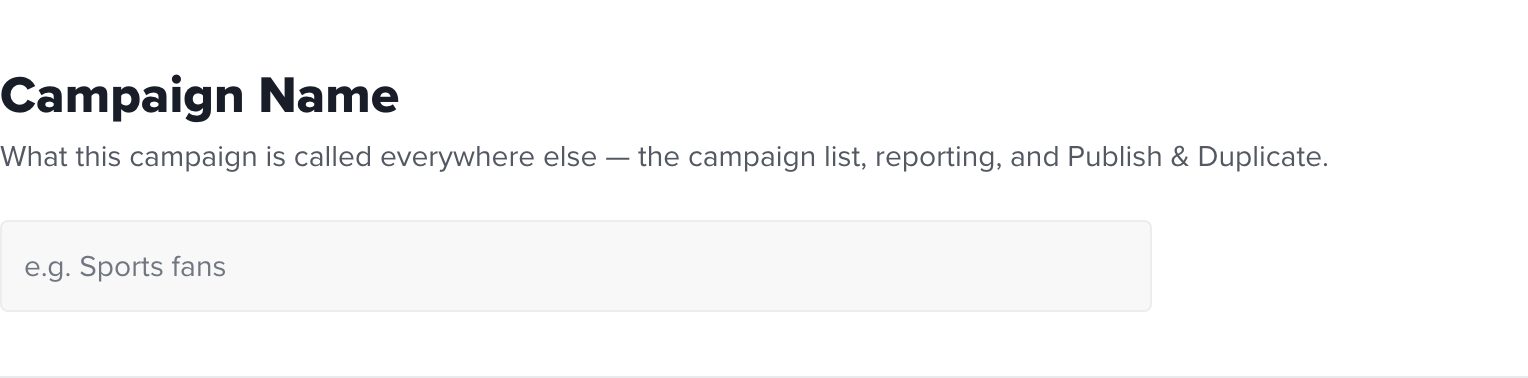 Campaign Name
What this campaign is called everywhere else — the campaign list, reporting, and Publish & Duplicate.
e.g. Sports fans